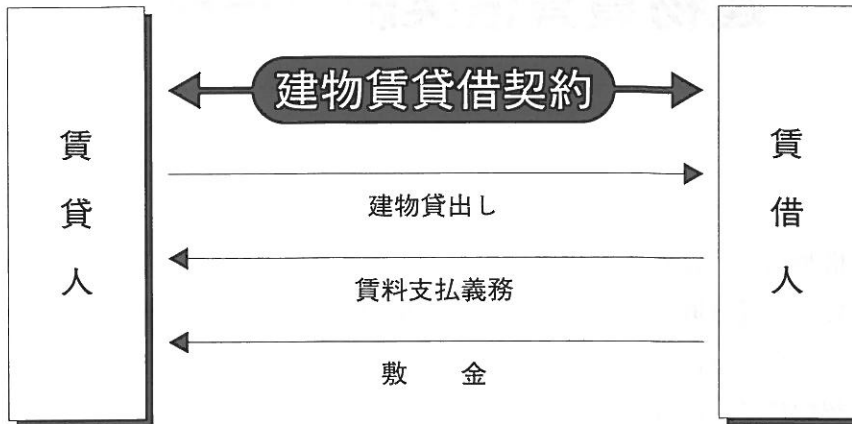 建物賃貸借契約
賃貸人
賃借人
建物貸出し
賃料支払義務
敷　　金